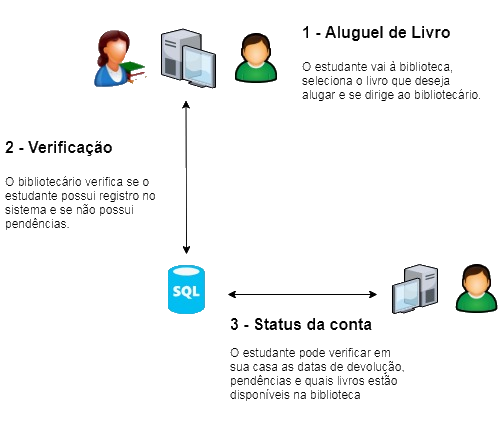 1 - Aluguel de Livro
O estudante vai à biblioteca,
seleciona o livro que deseja
alugar e se dirige ao bibliotecário.
2 - Verificação
O bibliotecário verifica se o
estudante possui registro no
sistema e se não possui
pendências.
SQL
3 - Status da conta
O estudante pode verificar em
sua casa as datas de devolução,
pendências e quais livros estão
disponíveis na biblioteca